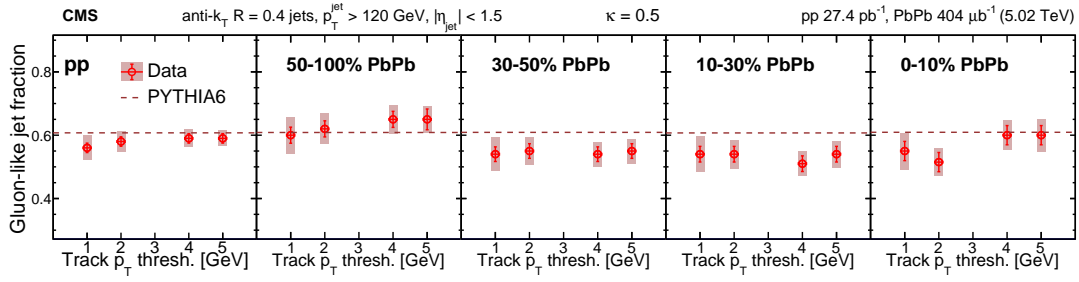 CMS anti-k_T R = 0.4 jets, p_T^jet > 120 GeV, |η_jet| < 1.5 κ = 0.5 pp 27.4 pb⁻¹, PbPb 404 μb⁻¹ (5.02 TeV)
Gluon-like jet fraction
0.8
0.6
0.4
pp
Data
PYTHIA6
50-100% PbPb
30-50% PbPb
10-30% PbPb
0-10% PbPb
1 2 3 4 5
Track p_T thresh. [GeV]
1 2 3 4 5
Track p_T thresh. [GeV]
1 2 3 4 5
Track p_T thresh. [GeV]
1 2 3 4 5
Track p_T thresh. [GeV]
1 2 3 4 5
Track p_T thresh. [GeV]